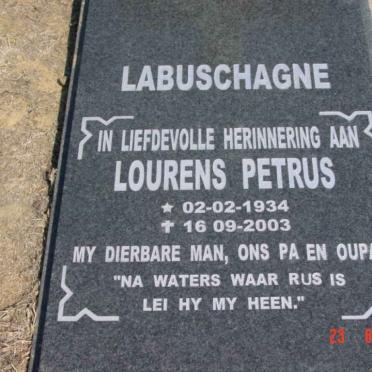 LABUSCHAGNE
IN LIEFDEVOLLE HERINNERING AAN
LOURENS PETRUS
02-02-1934
16 09-2003
MY DIERBARE MAN, ONS PA EN OUPA
"NA WATERS WAAR RUS IS
LEI HY MY HEEN."
23